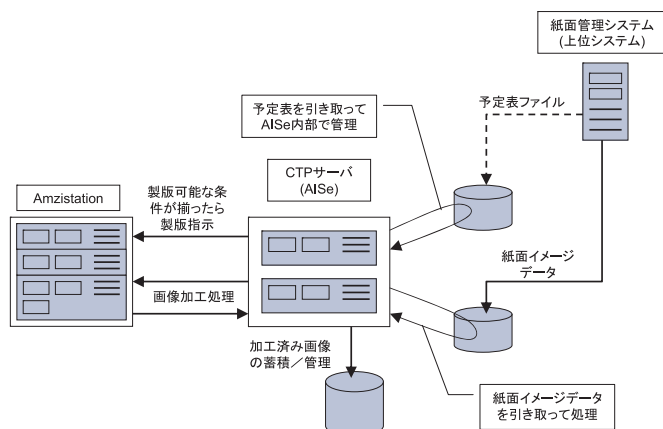 紙面管理システム
(上位システム)
予定表を引き取って
AISe内部で管理
予定表ファイル
CTPサーバ
(AISe)
Amzistation
製版可能な条
件が揃ったら
製版指示
紙面イメージ
データ
画像加工処理
加工済み画像
の蓄積／管理
紙面イメージデータ
を引き取って処理